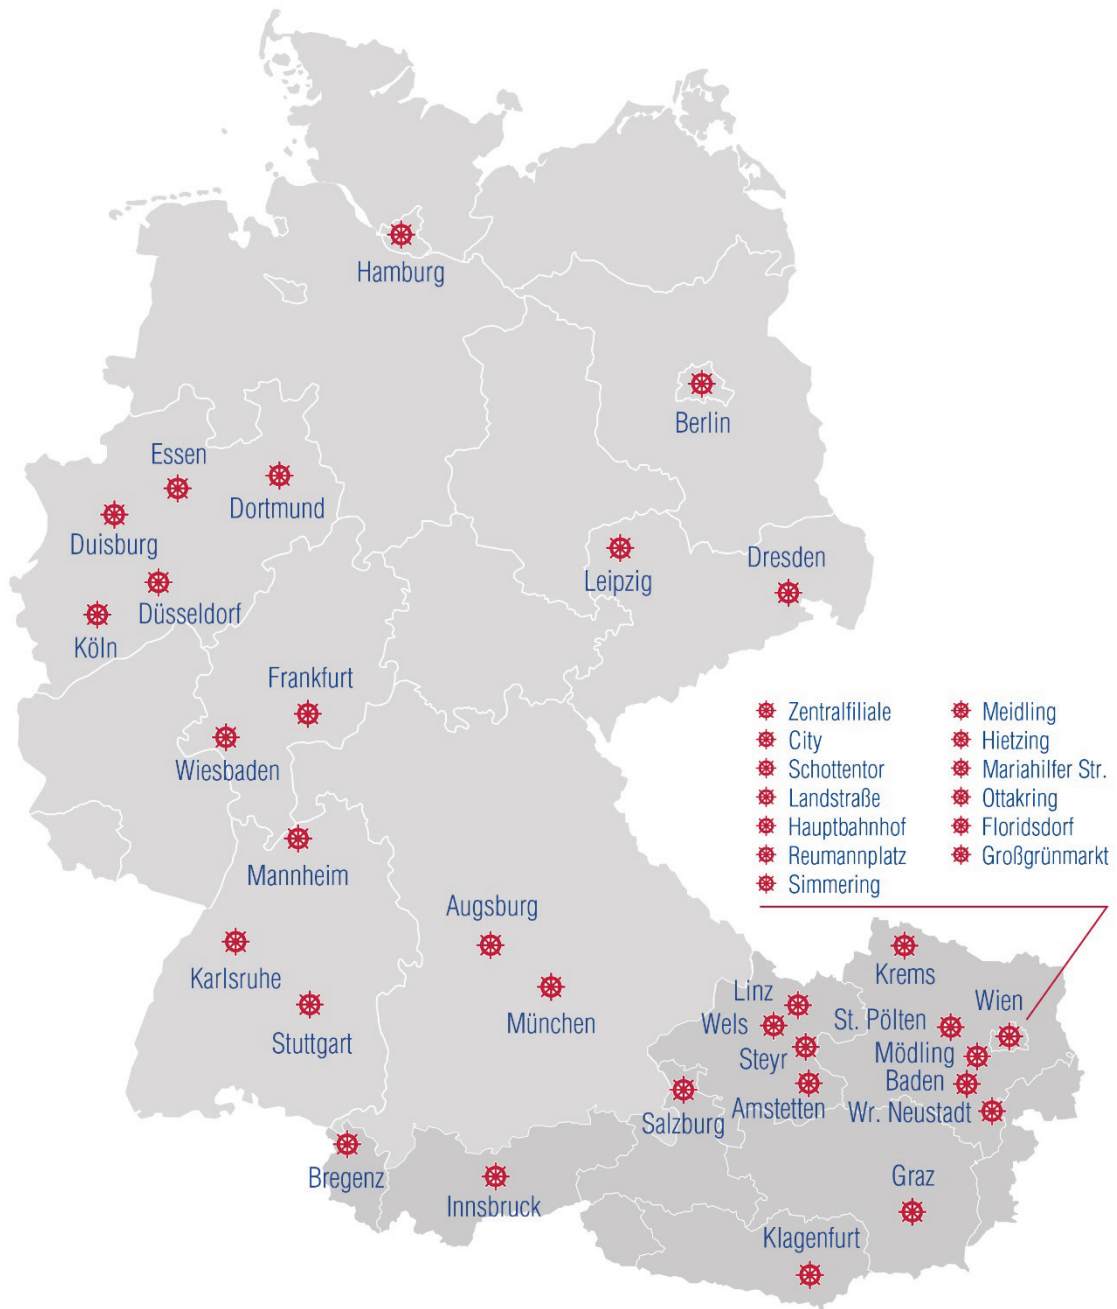 Hamburg
Berlin
Essen
Dortmund
Duisburg
Leipzig
Dresden
Düsseldorf
Köln
Frankfurt
Wiesbaden
Zentralfiliale
City
Schottentor
Landstraße
Hauptbahnhof
Reumannplatz
Simmering
Meidling
Hietzing
Mariahilfer Str.
Ottakring
Floridsdorf
Großgrünmarkt
Mannheim
Augsburg
Karlsruhe
München
Stuttgart
Krems
Linz
Wien
Wels
St. Pölten
Steyr
Mödling
Baden
Amstetten
Wr. Neustadt
Salzburg
Bregenz
Innsbruck
Graz
Klagenfurt